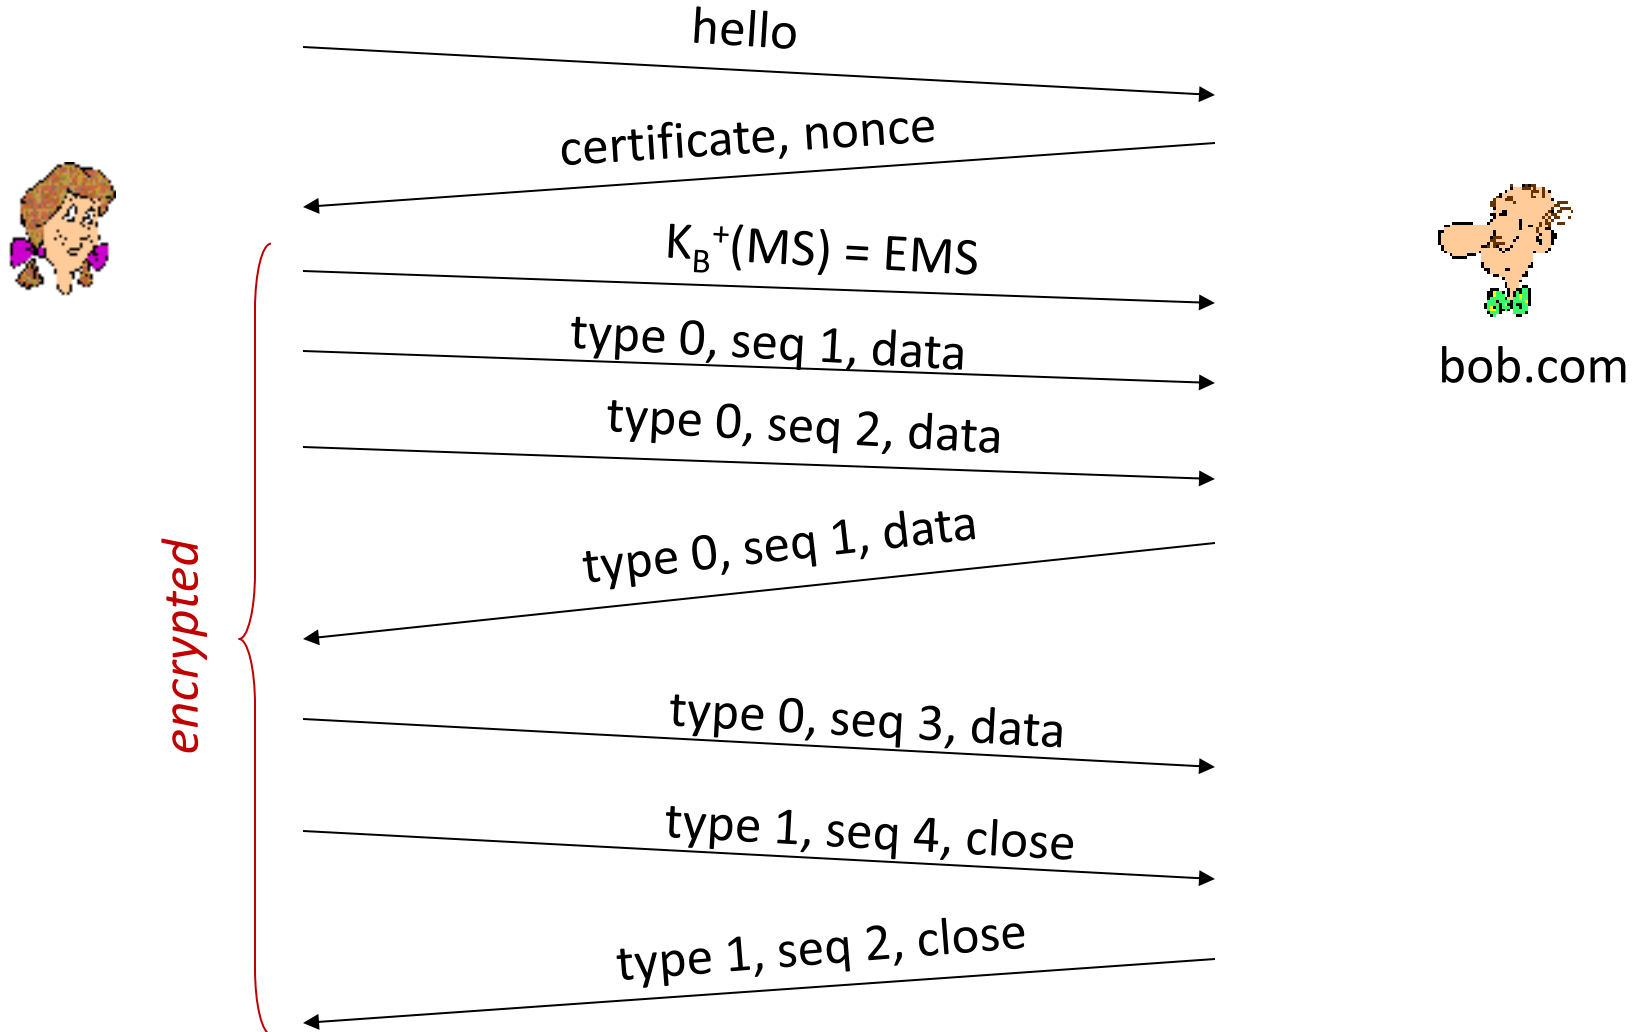 hello
certificate, nonce
K_B^+(MS) = EMS
type 0, seq 1, data
bob.com
type 0, seq 2, data
type 0, seq 1, data
encrypted
type 0, seq 3, data
type 1, seq 4, close
type 1, seq 2, close